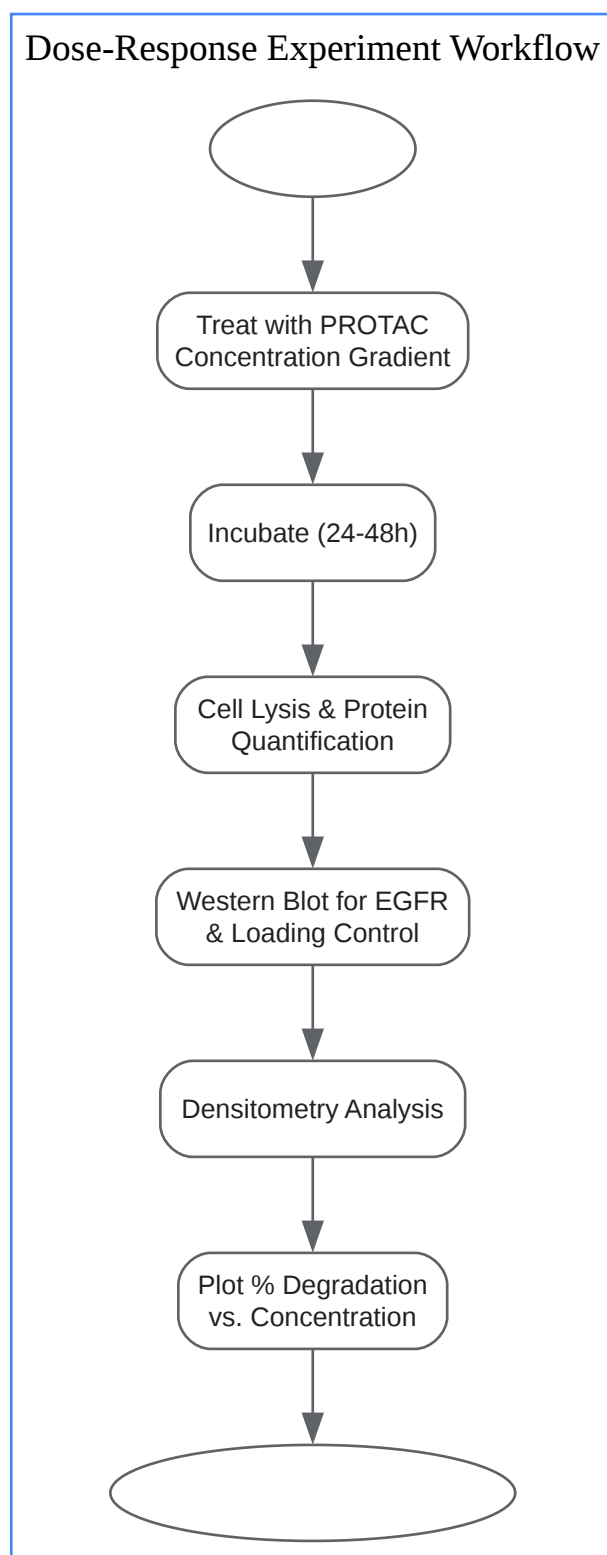 Dose-Response Experiment Workflow
Treat with PROTAC
Concentration Gradient
Incubate (24-48h)
Cell Lysis & Protein
Quantification
Western Blot for EGFR
& Loading Control
Densitometry Analysis
Plot % Degradation
vs. Concentration